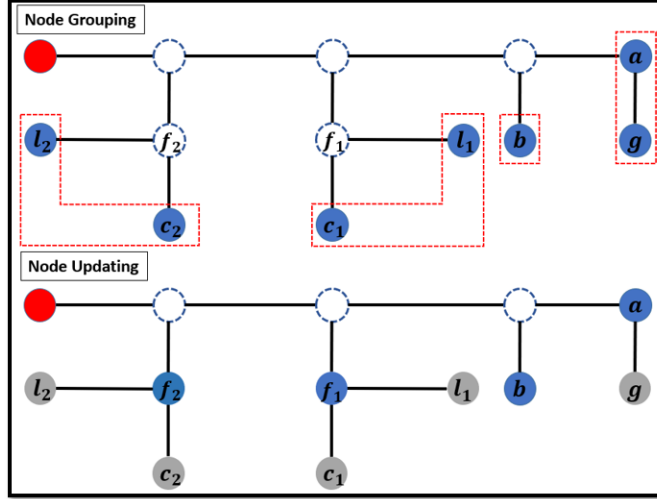 Node Grouping
a
l₂ f₂ f₁ l₁ b g
c₂ c₁
Node Updating
a
l₂ f₂ f₁ l₁ b g
c₂ c₁